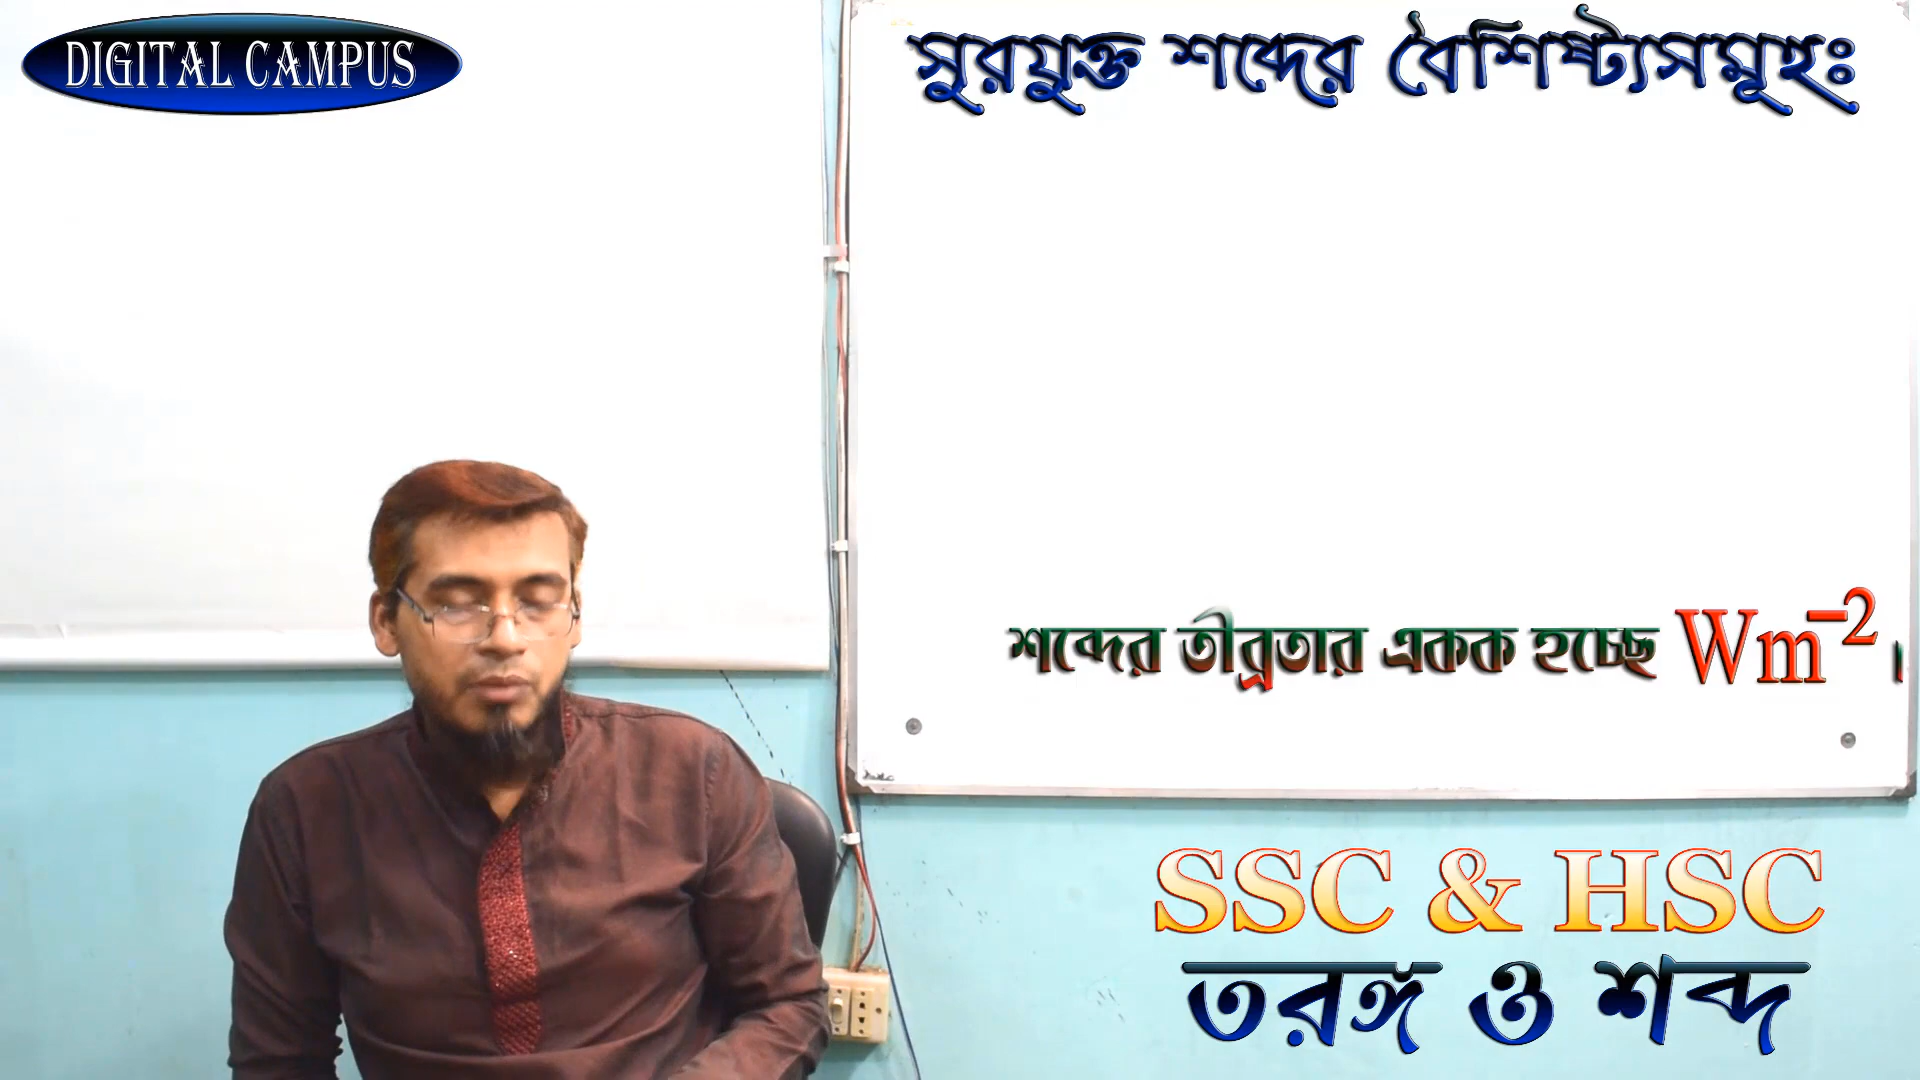 DIGITAL CAMPUS
সুরযুক্ত শব্দের বৈশিষ্ট্যসমূহঃ
শব্দের তীব্রতার একক হচ্ছে Wm⁻² ।
SSC & HSC
তরঙ্গ ও শব্দ